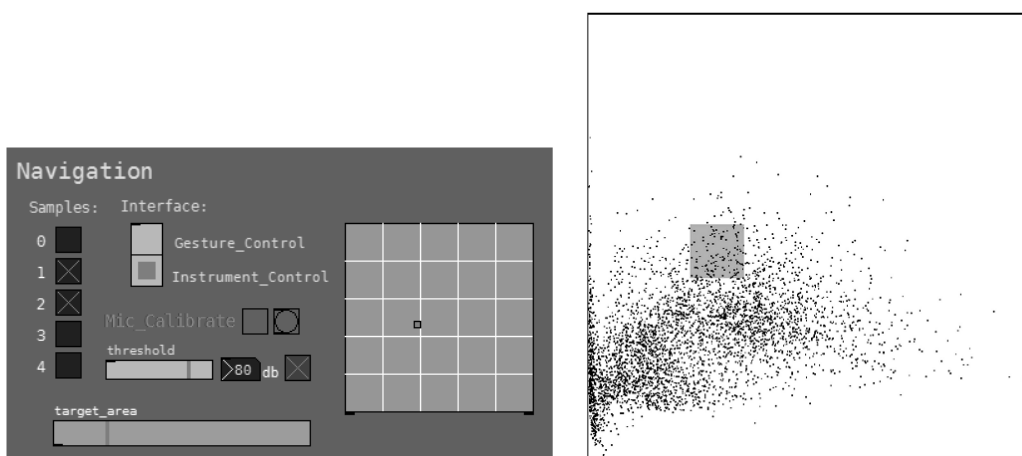 Navigation
Samples: Interface:
0
Gesture_Control
1
Instrument_Control
2
Mic_Calibrate
3
threshold
4
>80 db
target_area